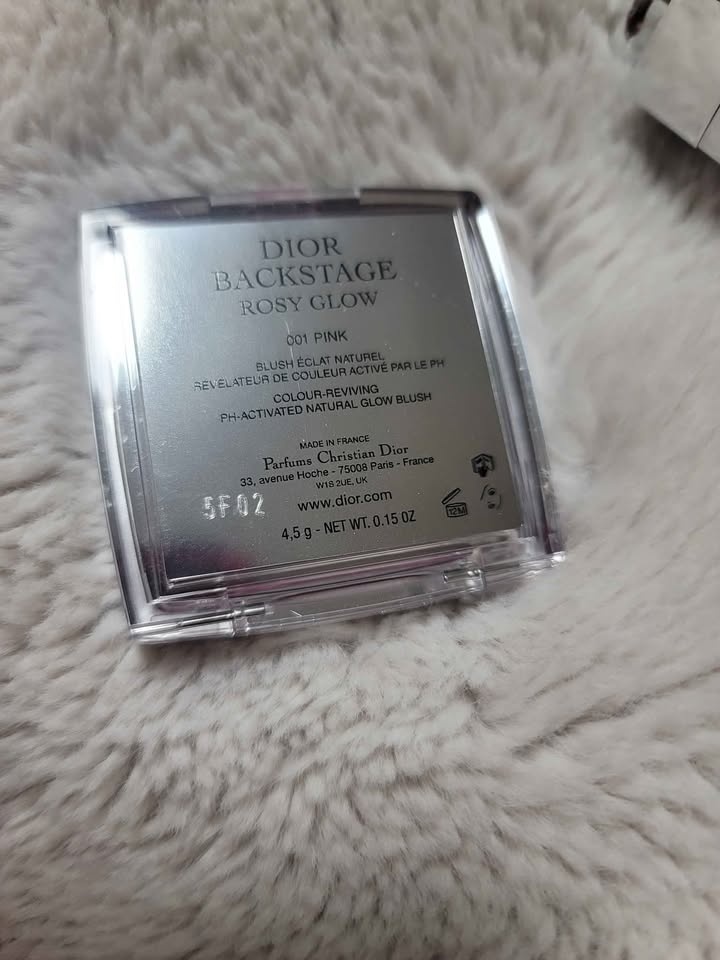 DIOR
BACKSTAGE
ROSY GLOW
001 PINK
BLUSH ÉCLAT NATUREL
RÉVÉLATEUR DE COULEUR ACTIVÉ PAR LE PH
COLOUR-REVIVING
PH-ACTIVATED NATURAL GLOW BLUSH
MADE IN FRANCE
Parfums Christian Dior
33, avenue Hoche - 75008 Paris - France
W1S 2UE, UK
5F02
www.dior.com
4,5 g - NET WT. 0.15 OZ
12M